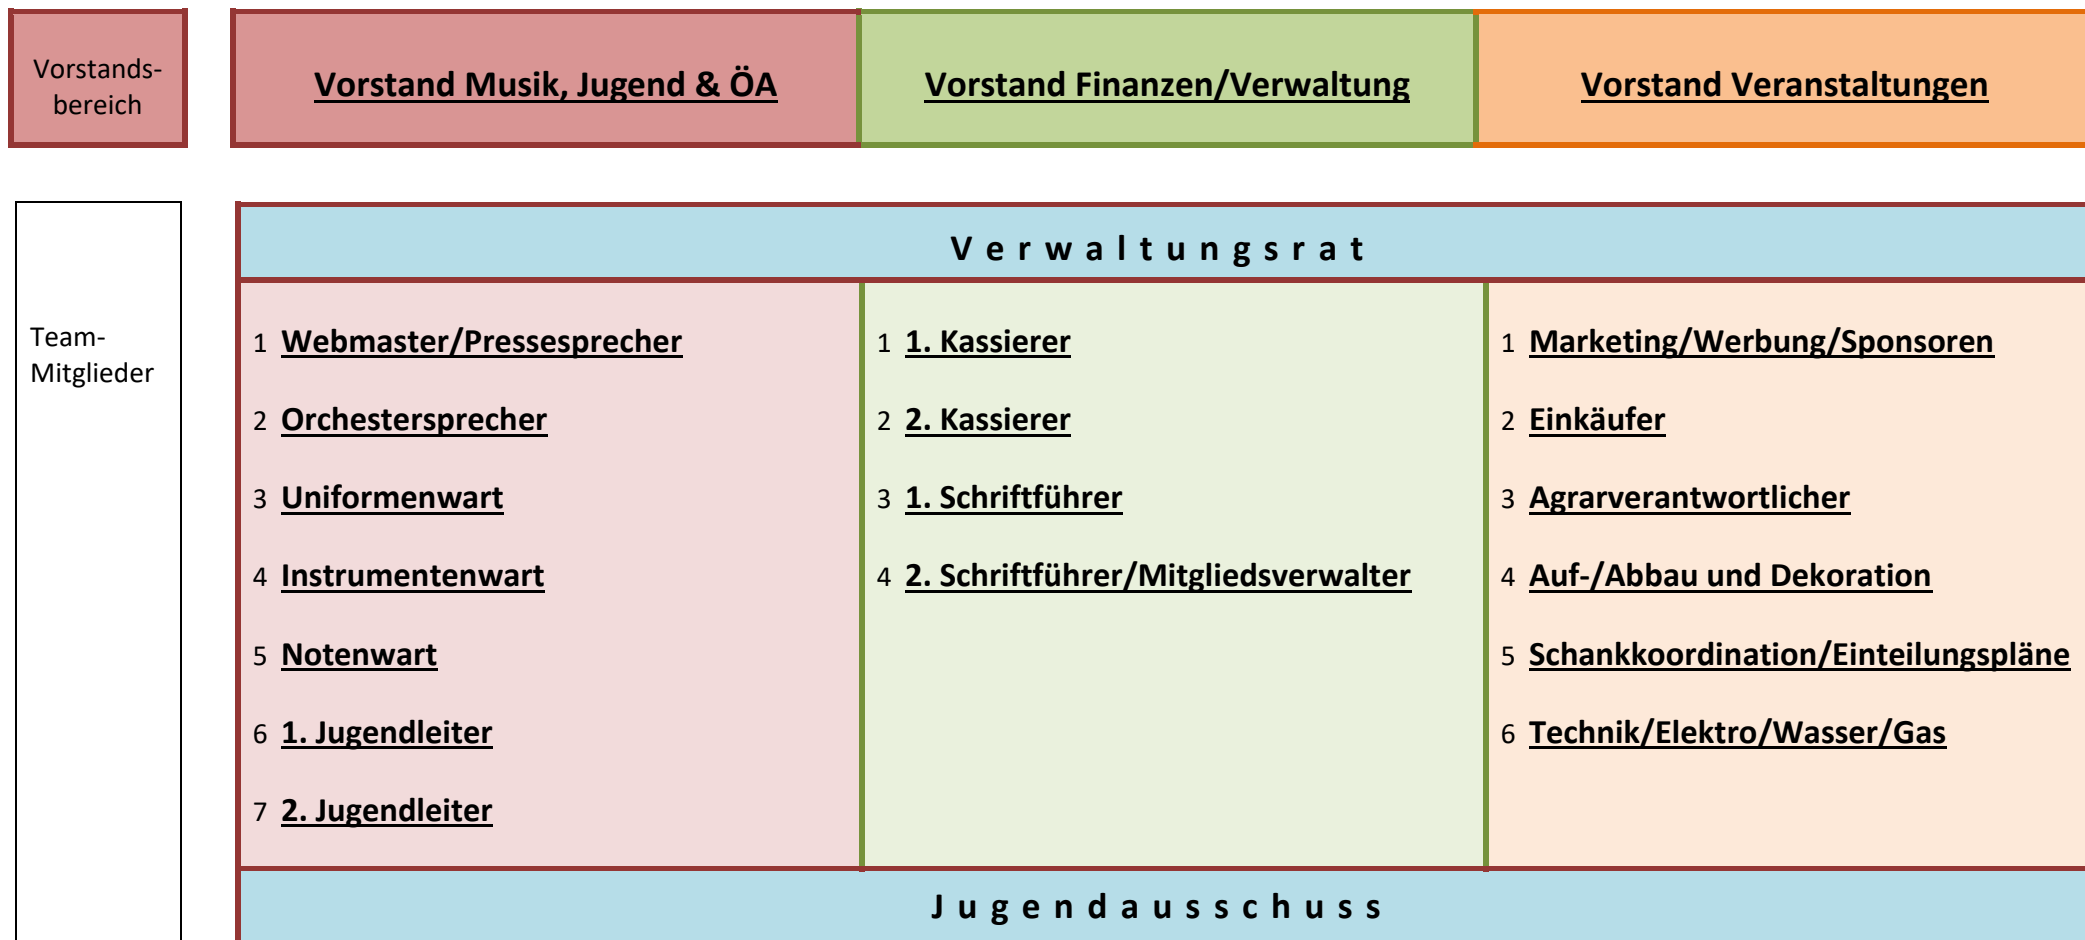 Vorstands-
bereich
Vorstand Musik, Jugend & ÖA
Vorstand Finanzen/Verwaltung
Vorstand Veranstaltungen
Team-
Mitglieder
Verwaltungsrat
1 Webmaster/Pressesprecher
2 Orchestersprecher
3 Uniformenwart
4 Instrumentenwart
5 Notenwart
6 1. Jugendleiter
7 2. Jugendleiter
1 1. Kassierer
2 2. Kassierer
3 1. Schriftführer
4 2. Schriftführer/Mitgliedsverwalter
1 Marketing/Werbung/Sponsoren
2 Einkäufer
3 Agrarverantwortlicher
4 Auf-/Abbau und Dekoration
5 Schankkoordination/Einteilungspläne
6 Technik/Elektro/Wasser/Gas
Jugendausschuss